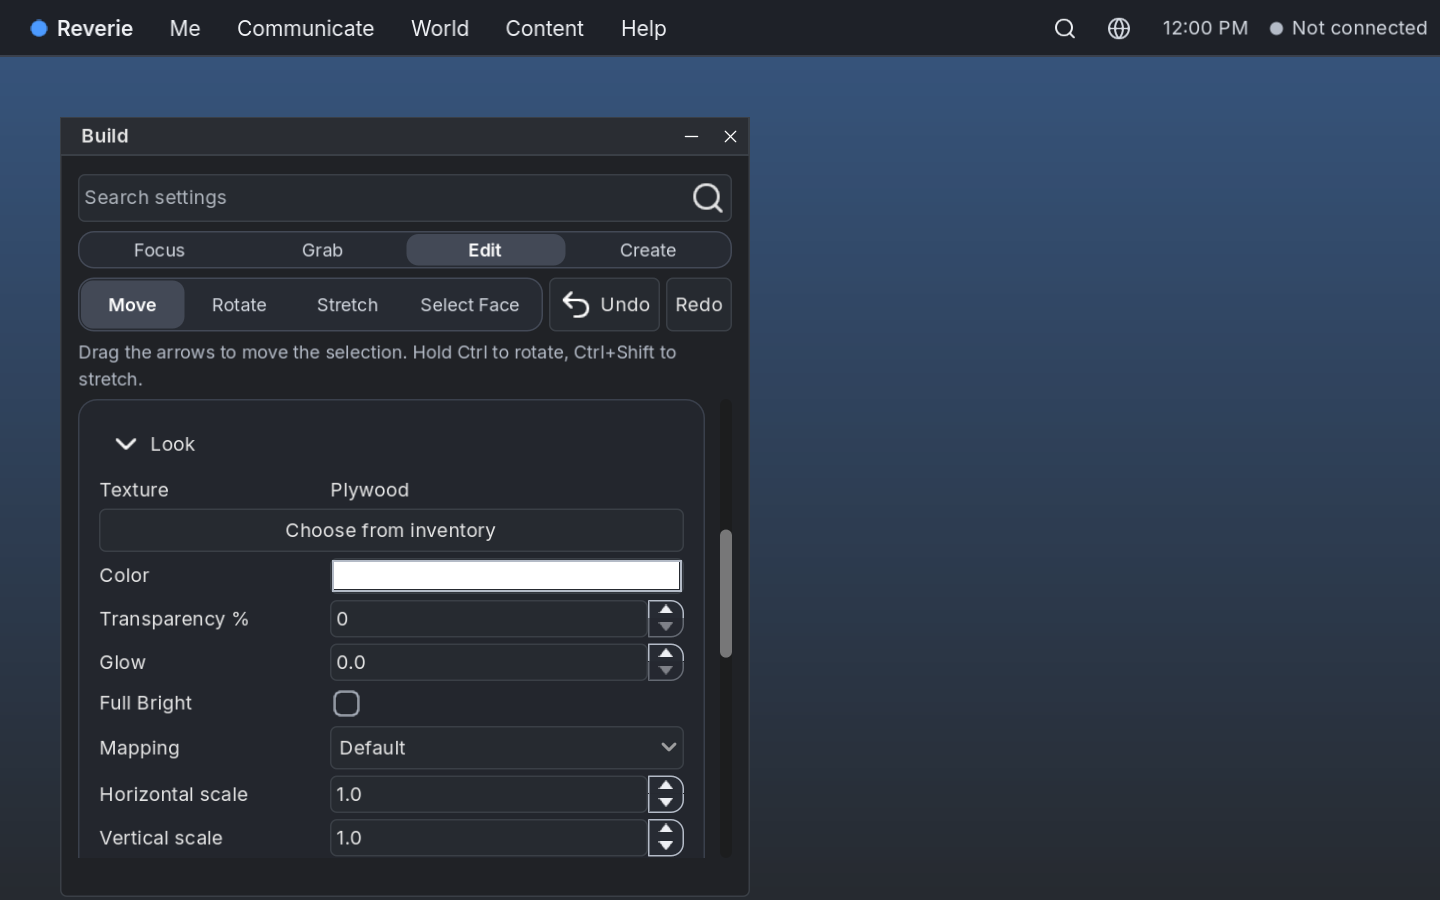 Reverie Me Communicate World Content Help 12:00 PM Not connected
Build
Search settings
Focus Grab Edit Create
Move Rotate Stretch Select Face Undo Redo
Drag the arrows to move the selection. Hold Ctrl to rotate, Ctrl+Shift to
stretch.
Look
Texture Plywood
Choose from inventory
Color
Transparency % 0
Glow 0.0
Full Bright
Mapping Default
Horizontal scale 1.0
Vertical scale 1.0